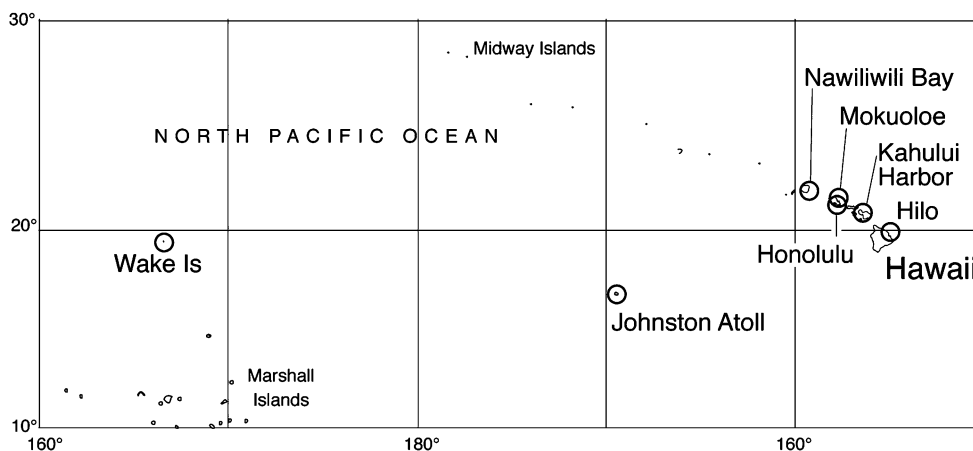 30°
Midway Islands
Nawiliwili Bay
Mokuoloe
NORTH PACIFIC OCEAN
Kahului
Harbor
Hilo
20°
Honolulu
Wake Is
Hawaii
Johnston Atoll
Marshall
Islands
10°
160°
180°
160°